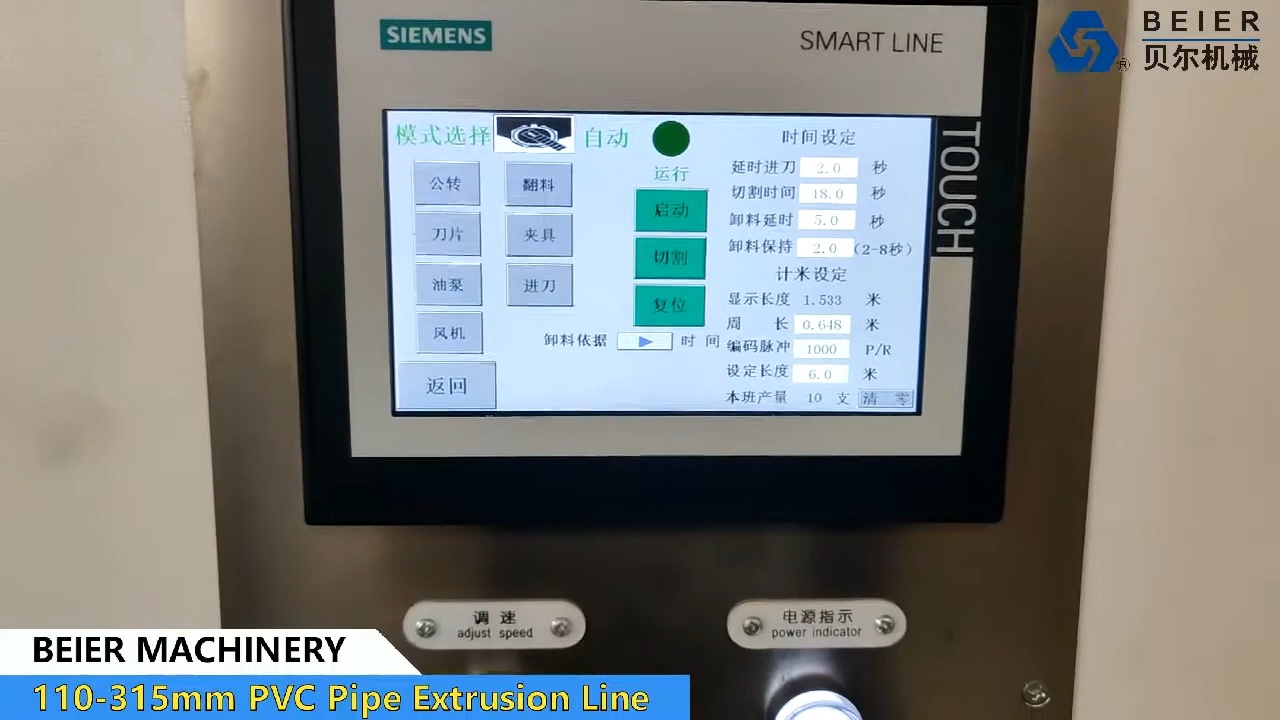 SIEMENS
SMART LINE
BEIER
贝尔机械
®
TOUCH
模式选择 自动
公转 翻料
刀片 夹具
油泵 进刀
风机
返回
运行
启动
切割
复位
卸料依据 时间
时间设定
延时进刀 2.0 秒
切割时间 18.0 秒
卸料延时 5.0 秒
卸料保持 2.0 (2-8秒)
计米设定
显示长度 1.533 米
周 长 0.648 米
编码脉冲 1000 P/R
设定长度 6.0 米
本班产量 10 支 清 零
调 速
adjust speed
电源指示
power indicator
BEIER MACHINERY
110-315mm PVC Pipe Extrusion Line